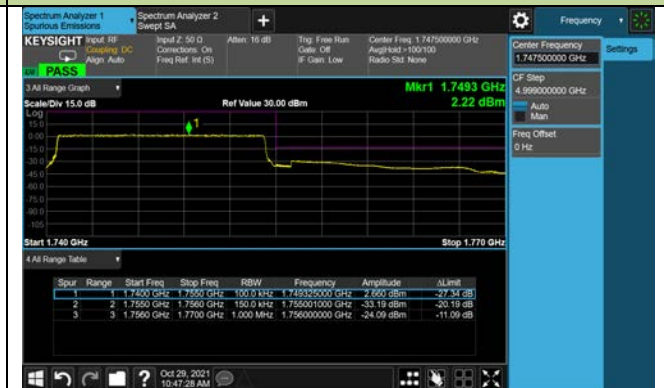 Spectrum Analyzer 1
Spurious Emissions
Spectrum Analyzer 2
Swept SA
+
Frequency
KEYSIGHT Input: RF
Coupling: DC
Align: Auto
Input Z: 50 Ω
Corrections: On
Freq Ref: Int (S)
Atten: 16 dB
Trig: Free Run
Gate: Off
IF Gain: Low
Center Freq: 1.747500000 GHz
Avg|Hold:>100/100
Radio Std: None
PASS
Center Frequency
1.747500000 GHz
Settings
CF Step
4.999000000 GHz
Auto
Man
Freq Offset
0 Hz
3 All Range Graph
Mkr1 1.7493 GHz
Scale/Div 15.0 dB
Ref Value 30.00 dBm
2.22 dBm
Log
15.0
0.00
-15.0
-30.0
-45.0
-60.0
-75.0
-90.0
-105
1
Start 1.740 GHz
Stop 1.770 GHz
4 All Range Table
Spur Range Start Freq Stop Freq RBW Frequency Amplitude ΔLimit
1 1 1.7400 GHz 1.7550 GHz 100.0 kHz 1.749325000 GHz 2.660 dBm -27.34 dB
2 2 1.7550 GHz 1.7560 GHz 150.0 kHz 1.755001000 GHz -33.19 dBm -20.19 dB
3 3 1.7560 GHz 1.7700 GHz 1.000 MHz 1.756000000 GHz -24.09 dBm -11.09 dB
?
Oct 29, 2021
10:47:28 AM